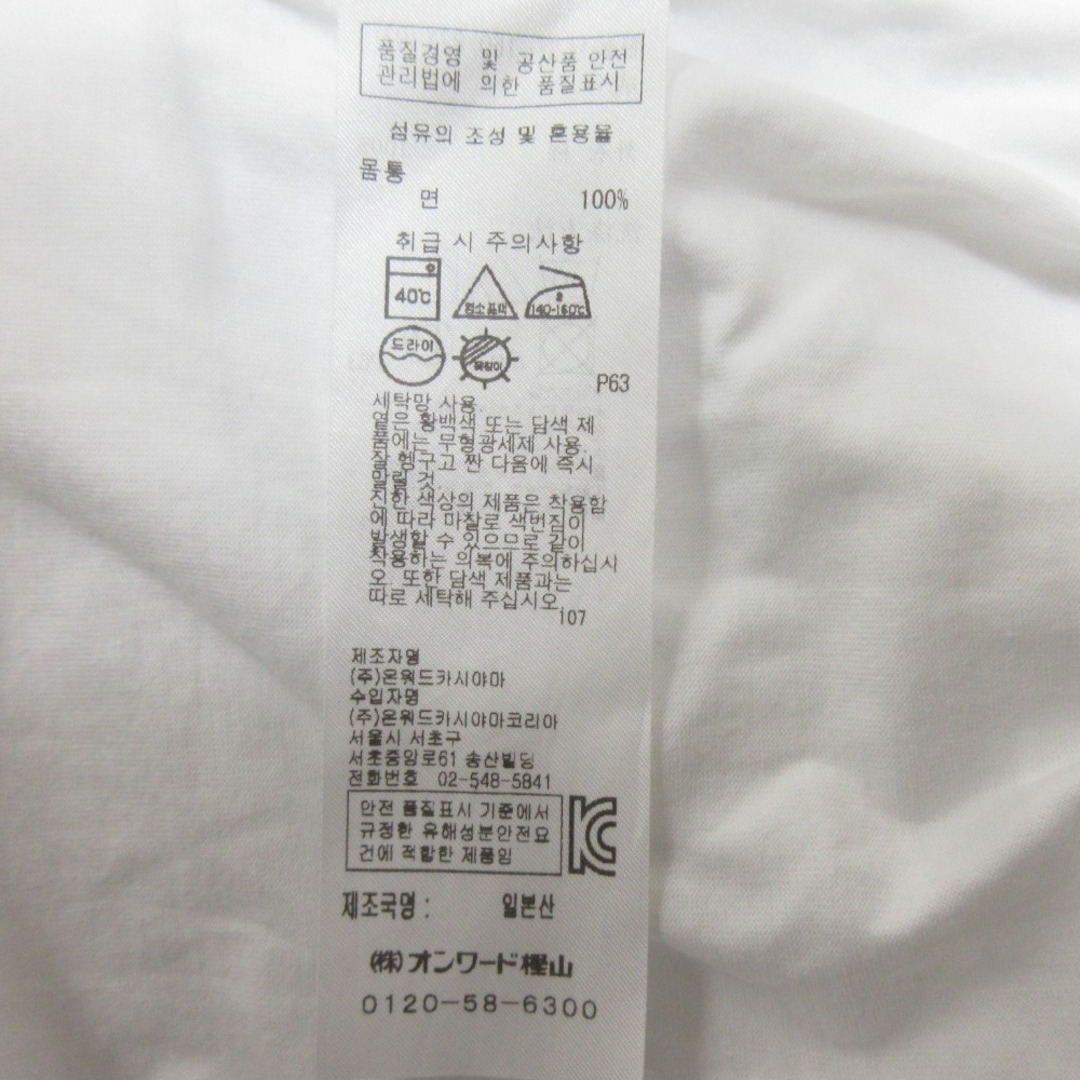 품질경영 및 공산품 안전
관리법에 의한 품질표시
섬유의 조성 및 혼용율
몸통
면 100%
취급 시 주의사항
40℃
염소표백
140-160℃
드라이
옷걸이
P63
세탁망 사용.
옅은 황백색 또는 담색 제
품에는 무형광세제 사용.
잘 헹구고 짠 다음에 즉시
말릴 것.
진한 색상의 제품은 착용함
에 따라 마찰로 색번짐이
발생할 수 있으므로 같이
착용하는 의복에 주의하십시
오. 또한 담색 제품과는
따로 세탁해 주십시오.
107
제조자명
(주)온워드카시야마
수입자명
(주)온워드카시야마코리아
서울시 서초구
서초중앙로61 송산빌딩
전화번호 02-548-5841
안전 품질표시 기준에서
규정한 유해성분안전요
건에 적합한 제품임
KC
제조국명 : 일본산
(株)オンワード樫山
0120-58-6300